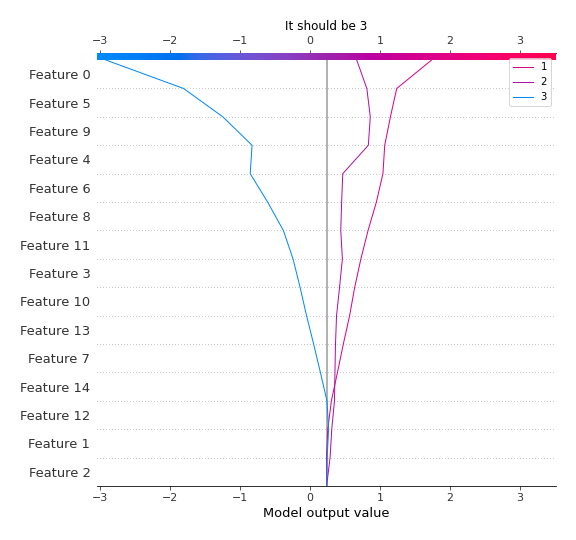 It should be 3
−3 −2 −1 0 1 2 3
1
2
3
Feature 0
Feature 5
Feature 9
Feature 4
Feature 6
Feature 8
Feature 11
Feature 3
Feature 10
Feature 13
Feature 7
Feature 14
Feature 12
Feature 1
Feature 2
−3 −2 −1 0 1 2 3
Model output value